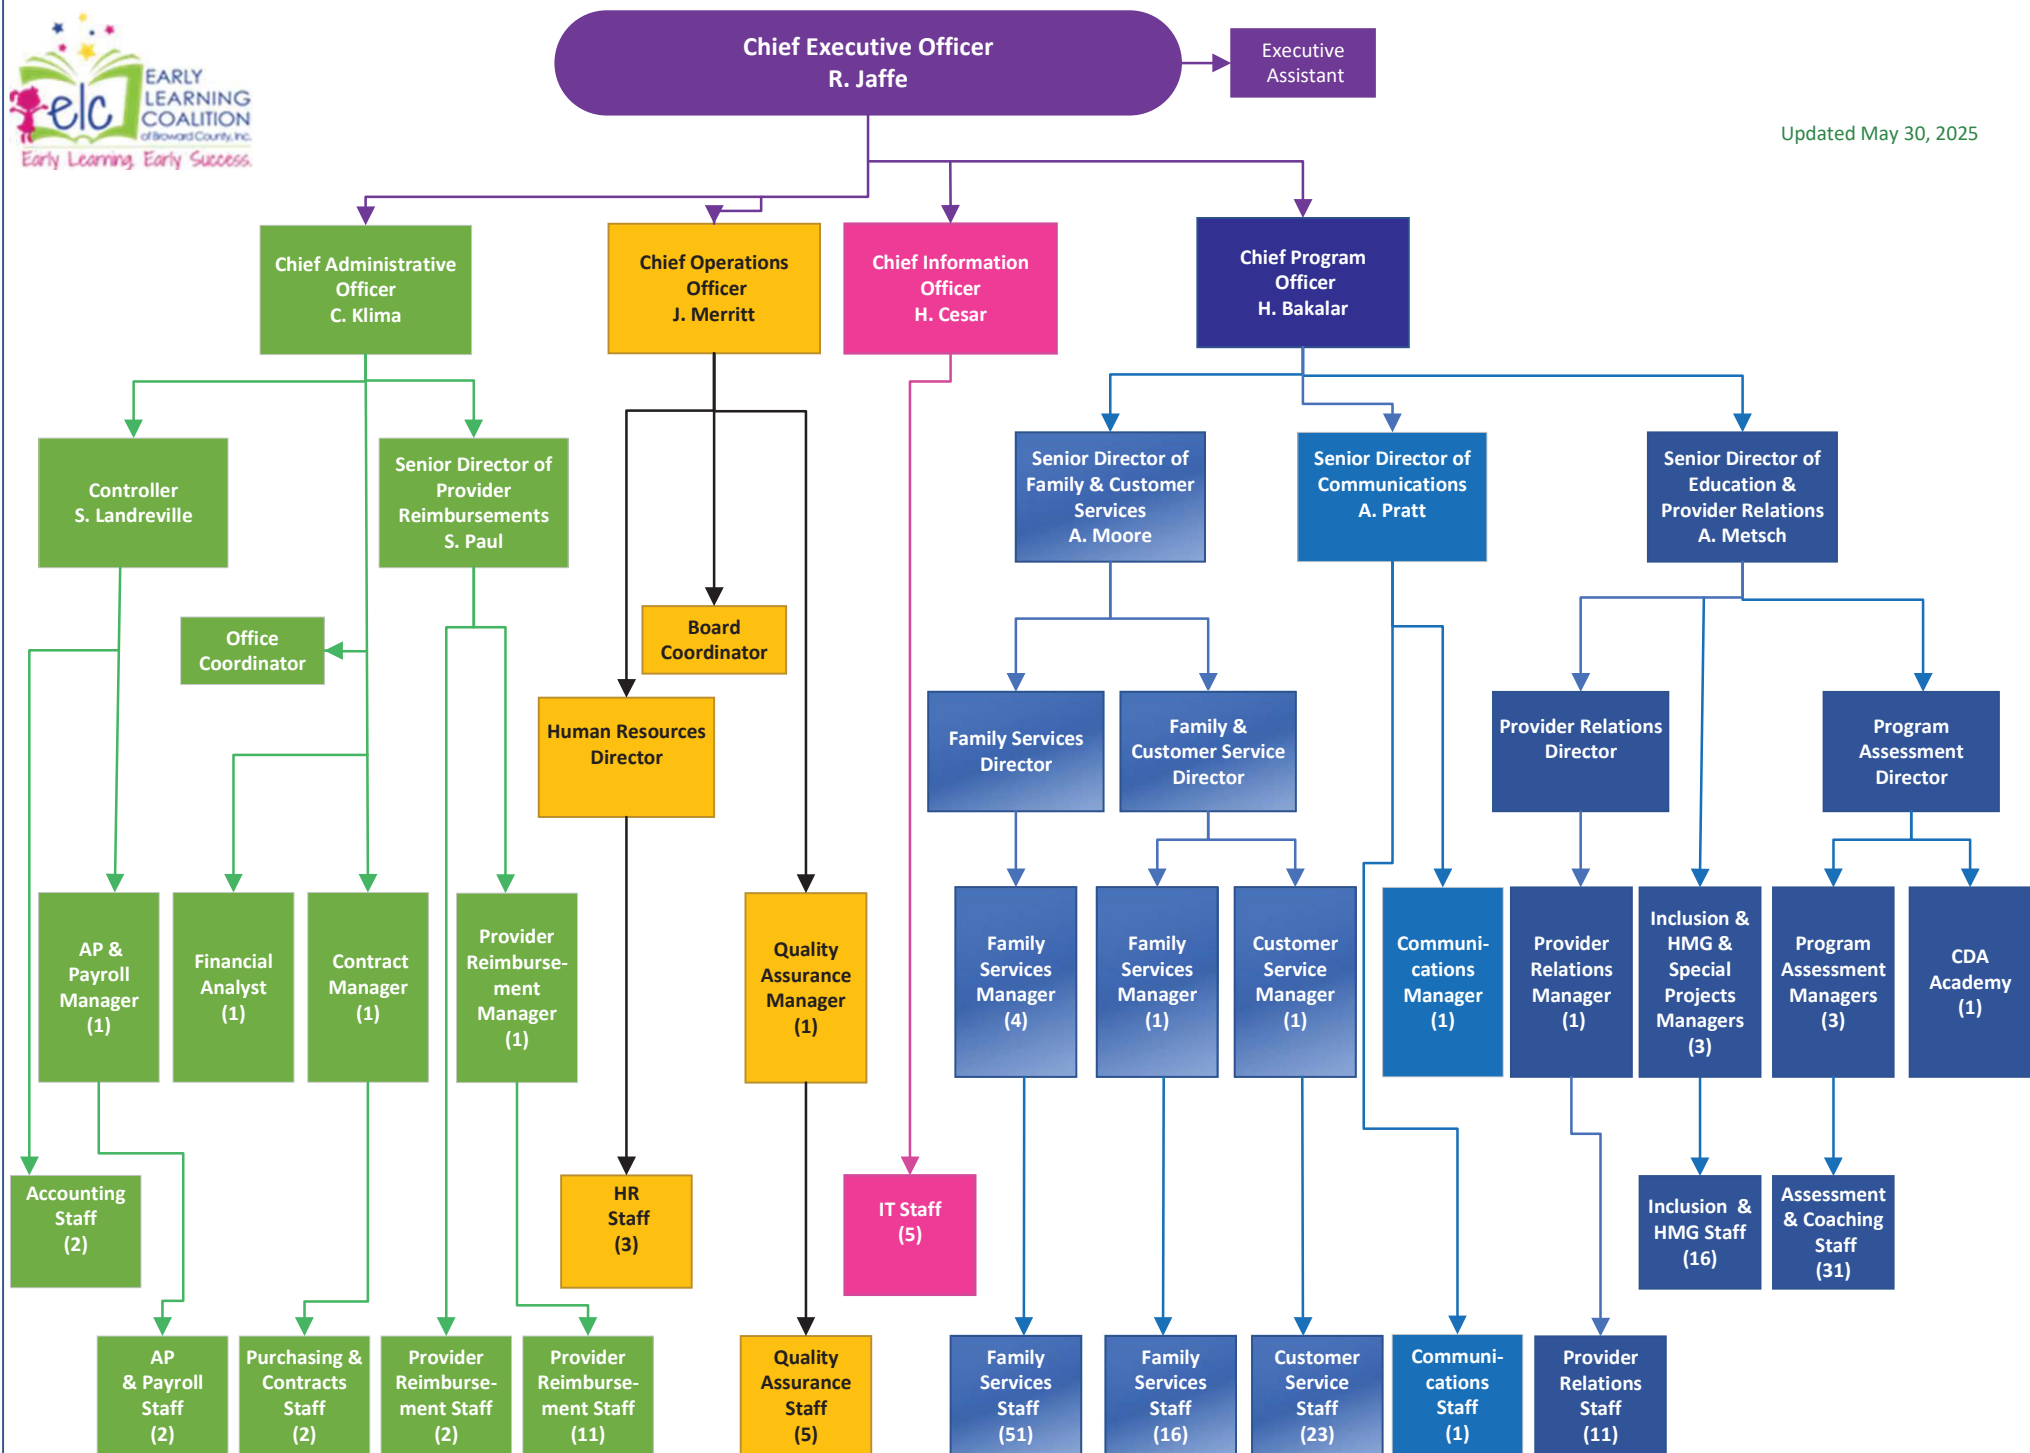 elc
EARLY
LEARNING
COALITION
of Broward County, Inc.
Early Learning. Early Success.
Chief Executive Officer
R. Jaffe
Executive
Assistant
Updated May 30, 2025
Chief Administrative
Officer
C. Klima
Chief Operations
Officer
J. Merritt
Chief Information
Officer
H. Cesar
Chief Program
Officer
H. Bakalar
Controller
S. Landreville
Senior Director of
Provider
Reimbursements
S. Paul
Senior Director of
Family & Customer
Services
A. Moore
Senior Director of
Communications
A. Pratt
Senior Director of
Education &
Provider Relations
A. Metsch
Office
Coordinator
Board
Coordinator
Human Resources
Director
Family Services
Director
Family &
Customer Service
Director
Provider Relations
Director
Program
Assessment
Director
AP &
Payroll
Manager
(1)
Financial
Analyst
(1)
Contract
Manager
(1)
Provider
Reimburse-
ment
Manager
(1)
Quality
Assurance
Manager
(1)
Family
Services
Manager
(4)
Family
Services
Manager
(1)
Customer
Service
Manager
(1)
Communi-
cations
Manager
(1)
Provider
Relations
Manager
(1)
Inclusion &
HMG &
Special
Projects
Managers
(3)
Program
Assessment
Managers
(3)
CDA
Academy
(1)
Accounting
Staff
(2)
HR
Staff
(3)
IT Staff
(5)
Inclusion &
HMG Staff
(16)
Assessment
& Coaching
Staff
(31)
AP
& Payroll
Staff
(2)
Purchasing &
Contracts
Staff
(2)
Provider
Reimburse-
ment Staff
(2)
Provider
Reimburse-
ment Staff
(11)
Quality
Assurance
Staff
(5)
Family
Services
Staff
(51)
Family
Services
Staff
(16)
Customer
Service
Staff
(23)
Communi-
cations
Staff
(1)
Provider
Relations
Staff
(11)